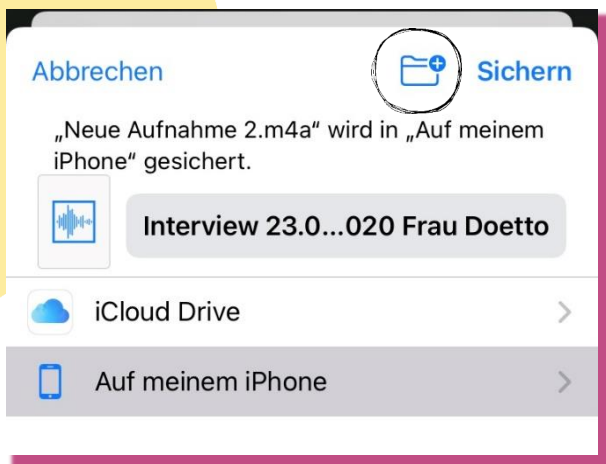 Abbrechen Sichern
„Neue Aufnahme 2.m4a“ wird in „Auf meinem
iPhone“ gesichert.
Interview 23.0...020 Frau Doetto
iCloud Drive
Auf meinem iPhone